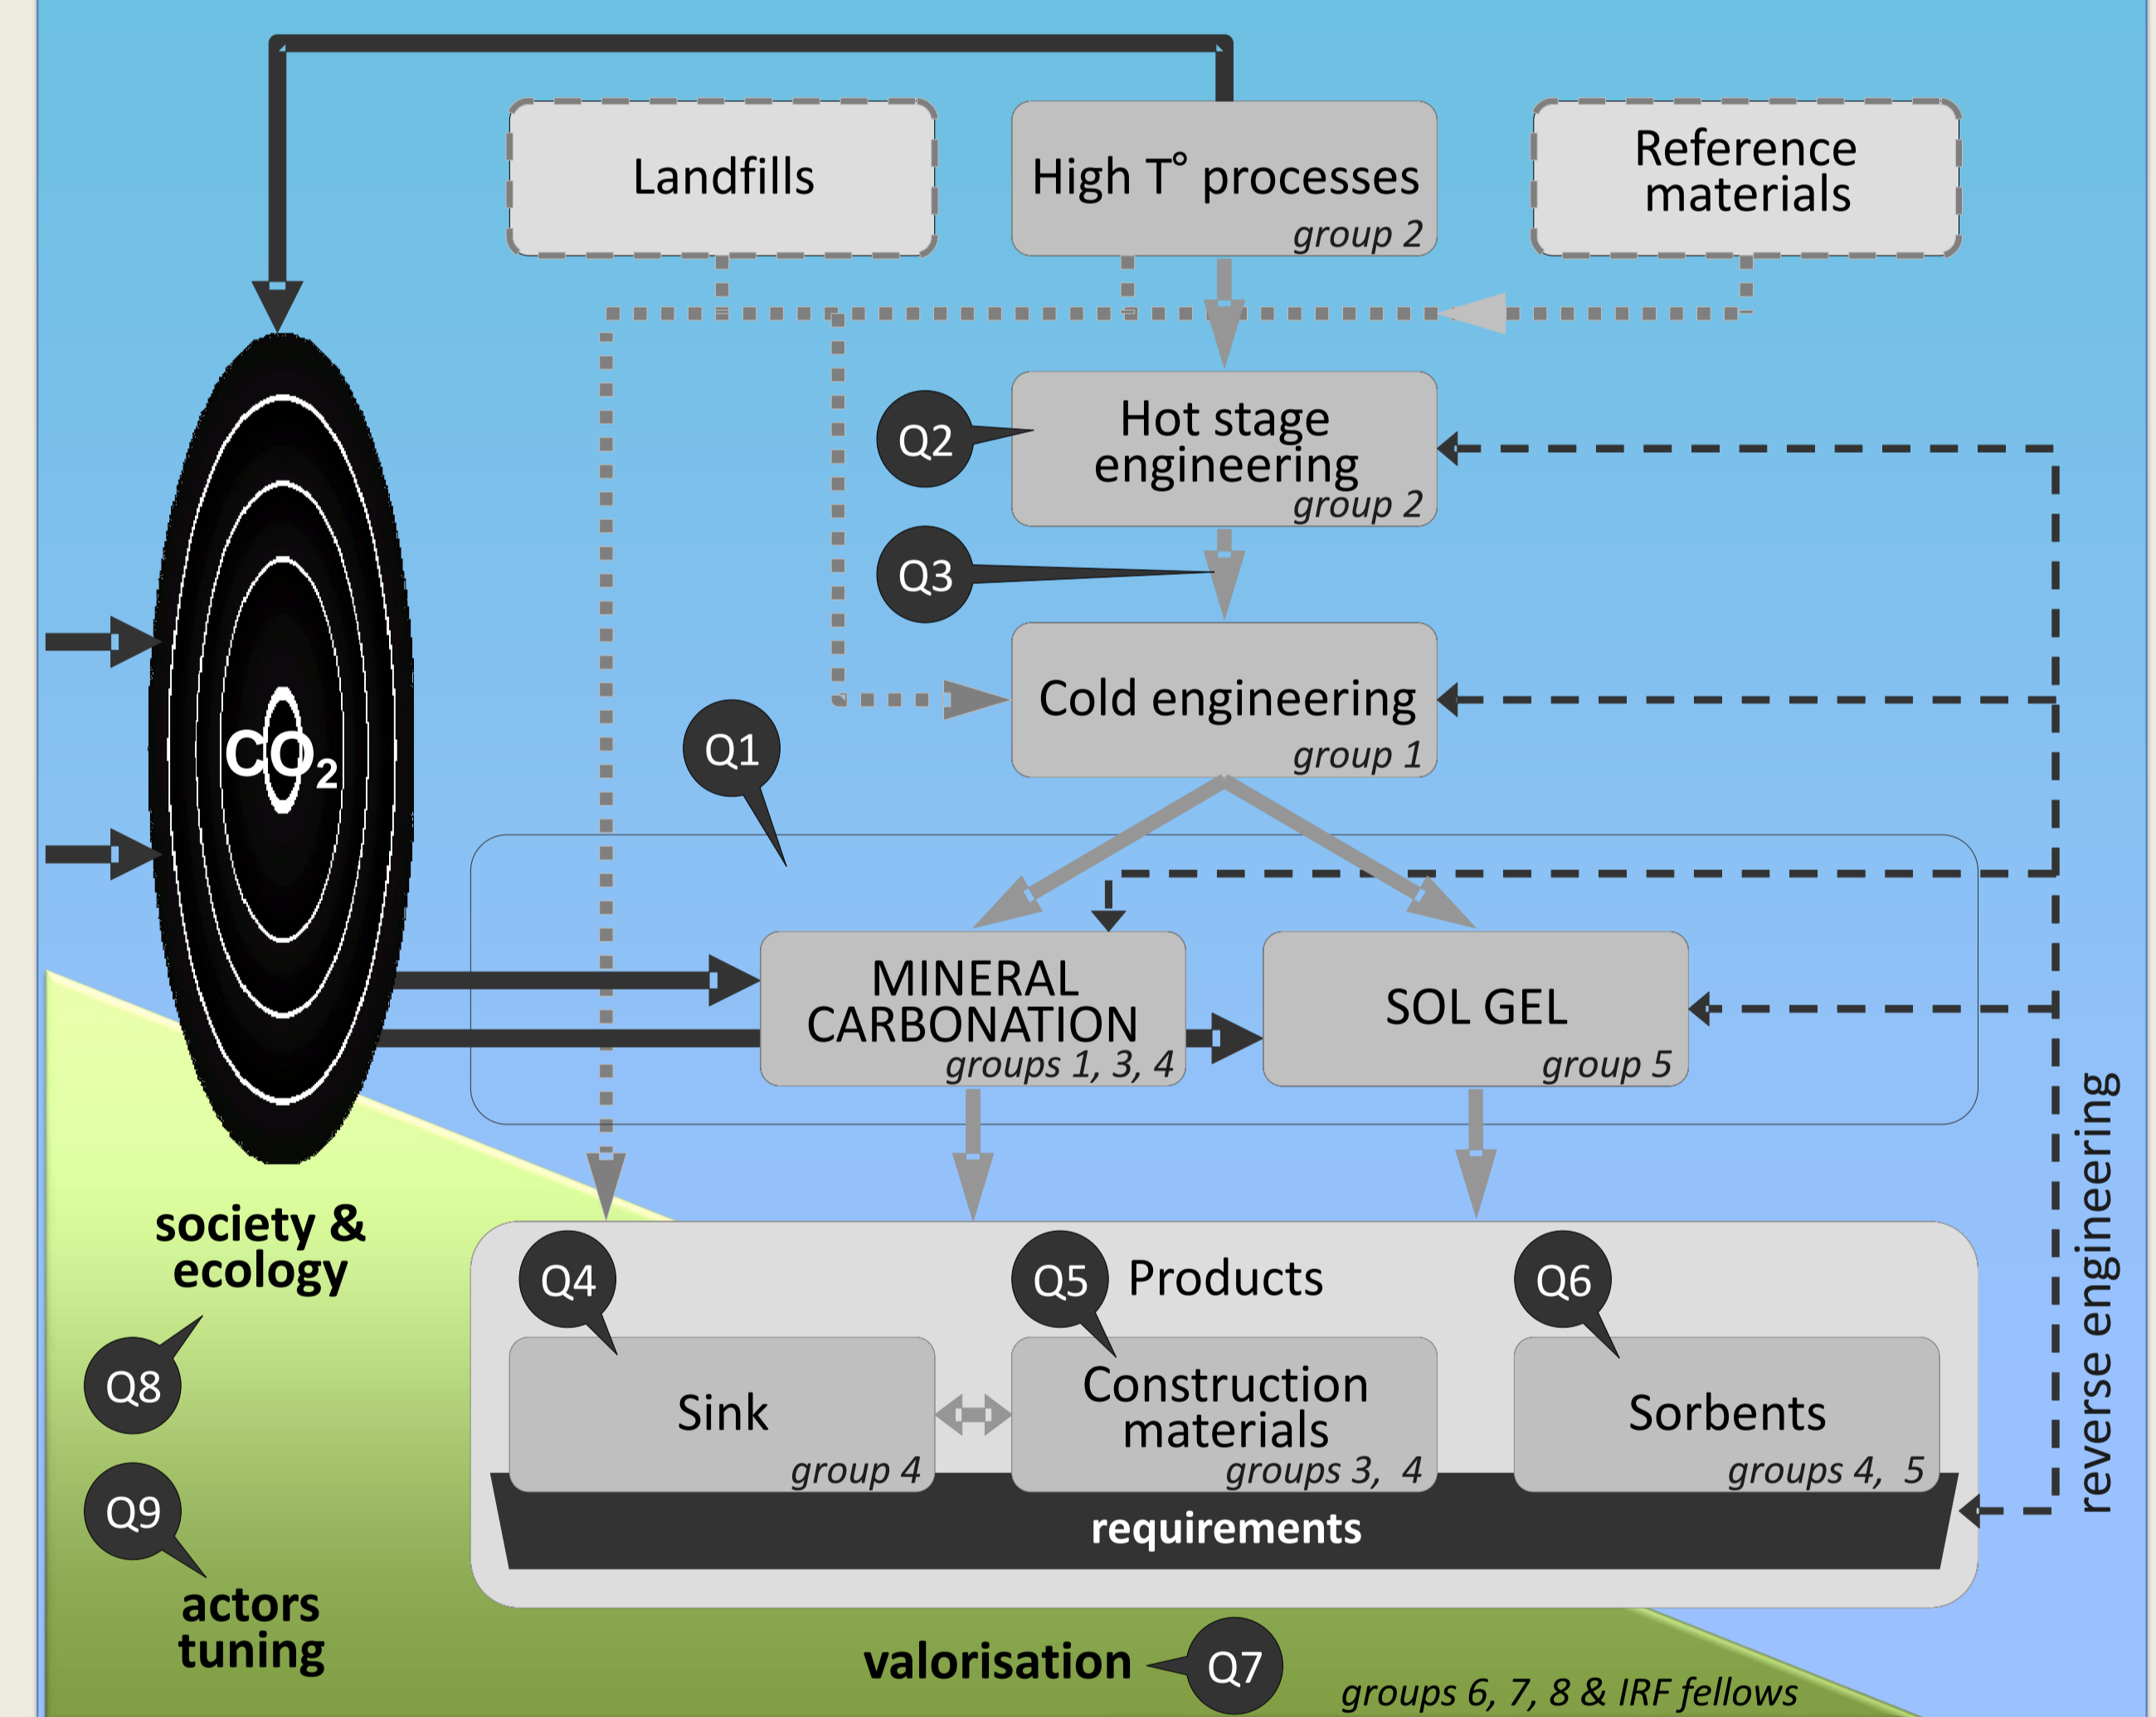 Landfills
High T° processes
group 2
Reference
materials
Q2
Hot stage
engineering
group 2
Q3
Cold engineering
group 1
Q1
CO2
MINERAL
CARBONATION
groups 1, 3, 4
SOL GEL
group 5
reverse engineering
society &
ecology
Q8
Q9
actors
tuning
Q4
Q5
Products
Q6
Sink
group 4
Construction
materials
groups 3, 4
Sorbents
groups 4, 5
requirements
valorisation
Q7
groups 6, 7, 8 & IRF fellows